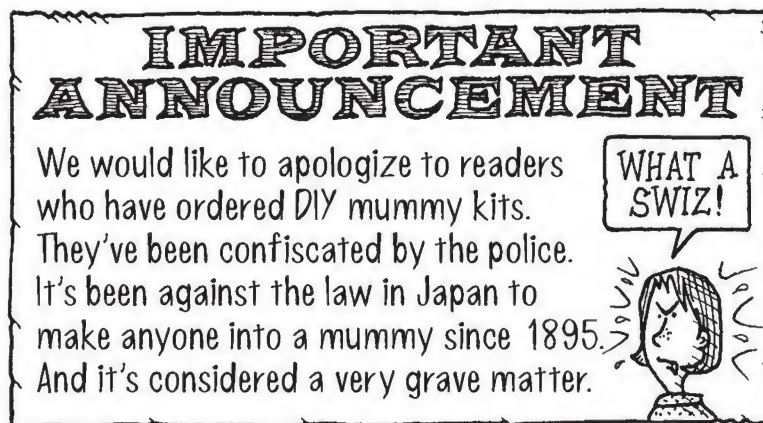 IMPORTANT
ANNOUNCEMENT
We would like to apologize to readers
who have ordered DIY mummy kits.
They've been confiscated by the police.
It's been against the law in Japan to
make anyone into a mummy since 1895.
And it's considered a very grave matter.
WHAT A
SWIZ!